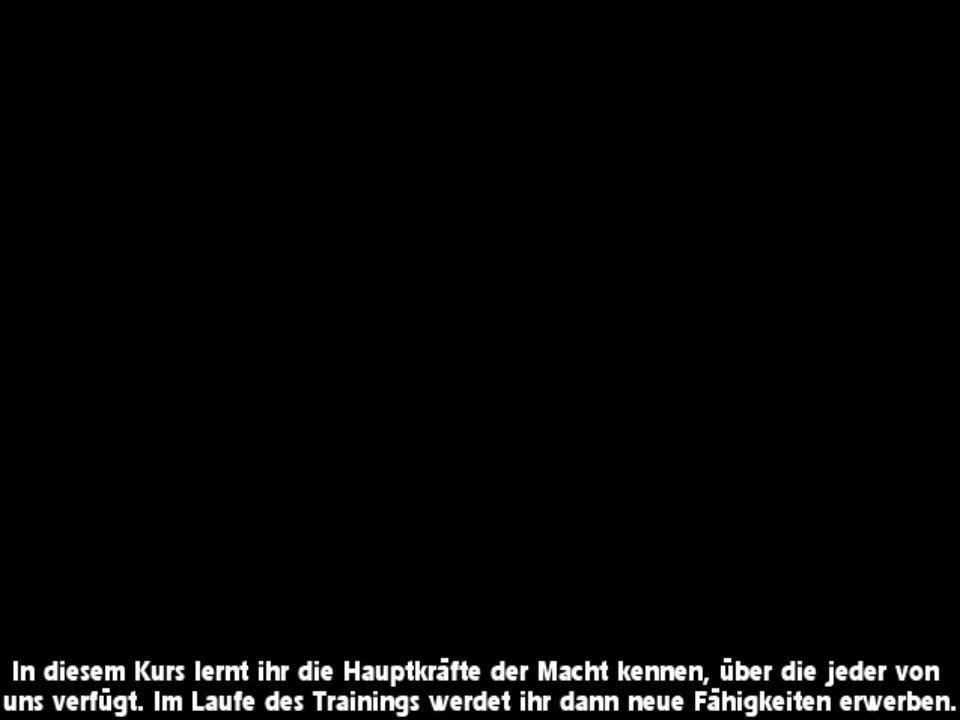 In diesem Kurs lernt ihr die Hauptkräfte der Macht kennen, über die jeder von
uns verfügt. Im Laufe des Trainings werdet ihr dann neue Fähigkeiten erwerben.